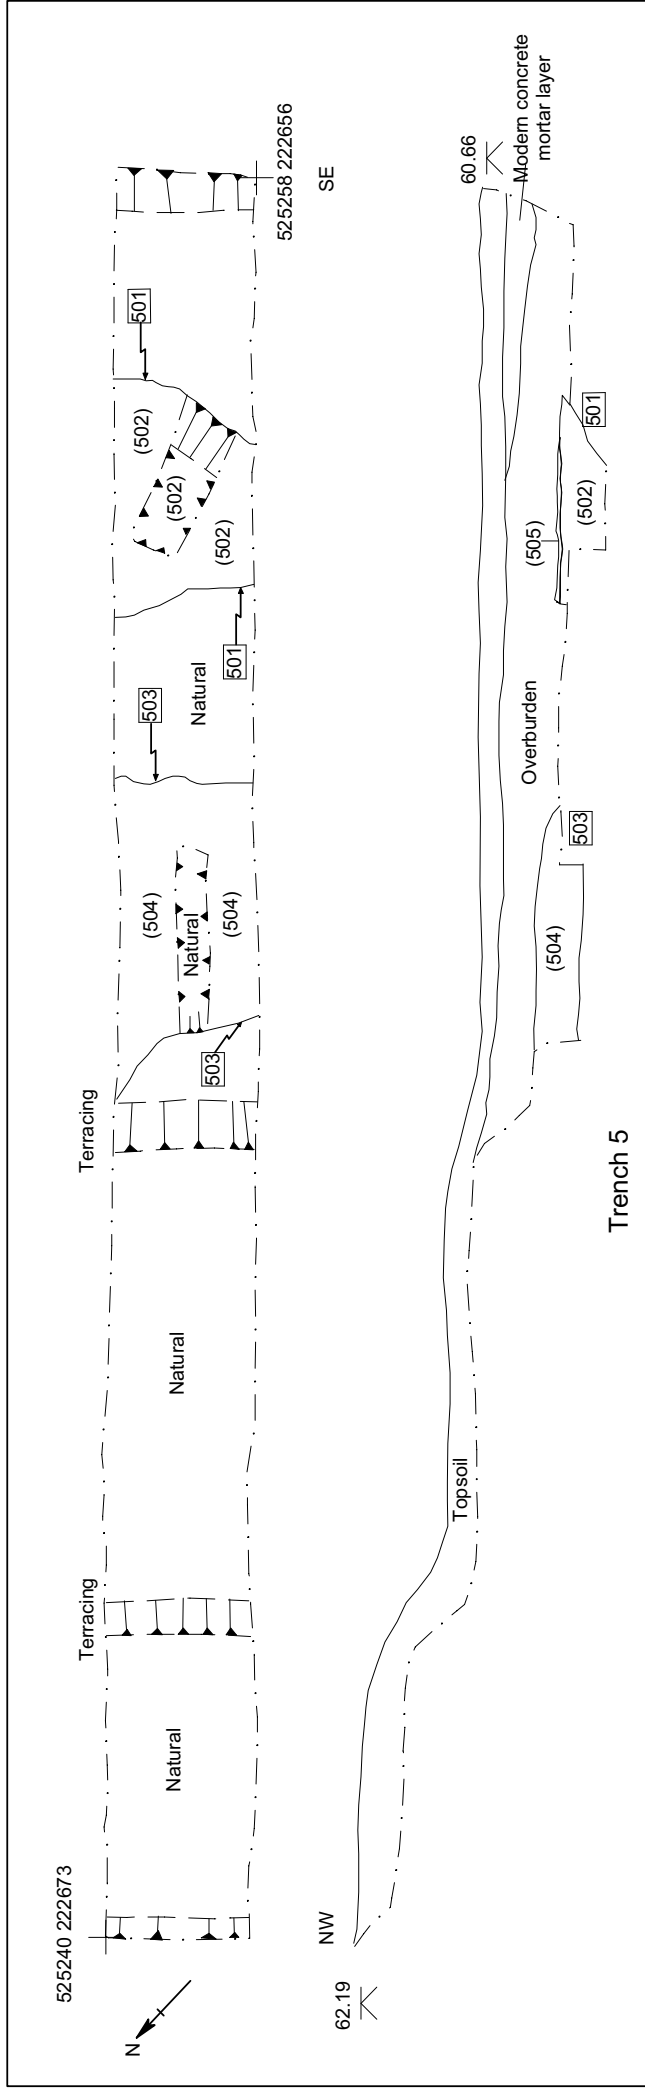 525240 222673
N
Natural
Terracing
Natural
Terracing
503
(504)
Natural
(504)
503
Natural
501
(502)
(502)
(502)
501
525258 222656
62.19
NW
SE
60.66
Topsoil
Overburden
(504)
503
(505)
(502)
501
Modern concrete
mortar layer
Trench 5